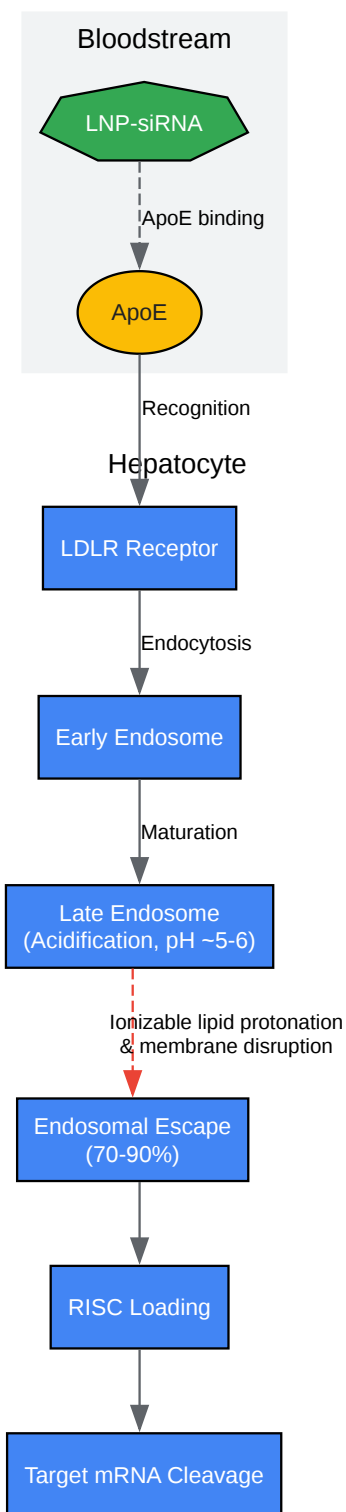 Bloodstream
LNP-siRNA
ApoE binding
ApoE
Recognition
Hepatocyte
LDLR Receptor
Endocytosis
Early Endosome
Maturation
Late Endosome
(Acidification, pH ~5-6)
Ionizable lipid protonation
& membrane disruption
Endosomal Escape
(70-90%)
RISC Loading
Target mRNA Cleavage